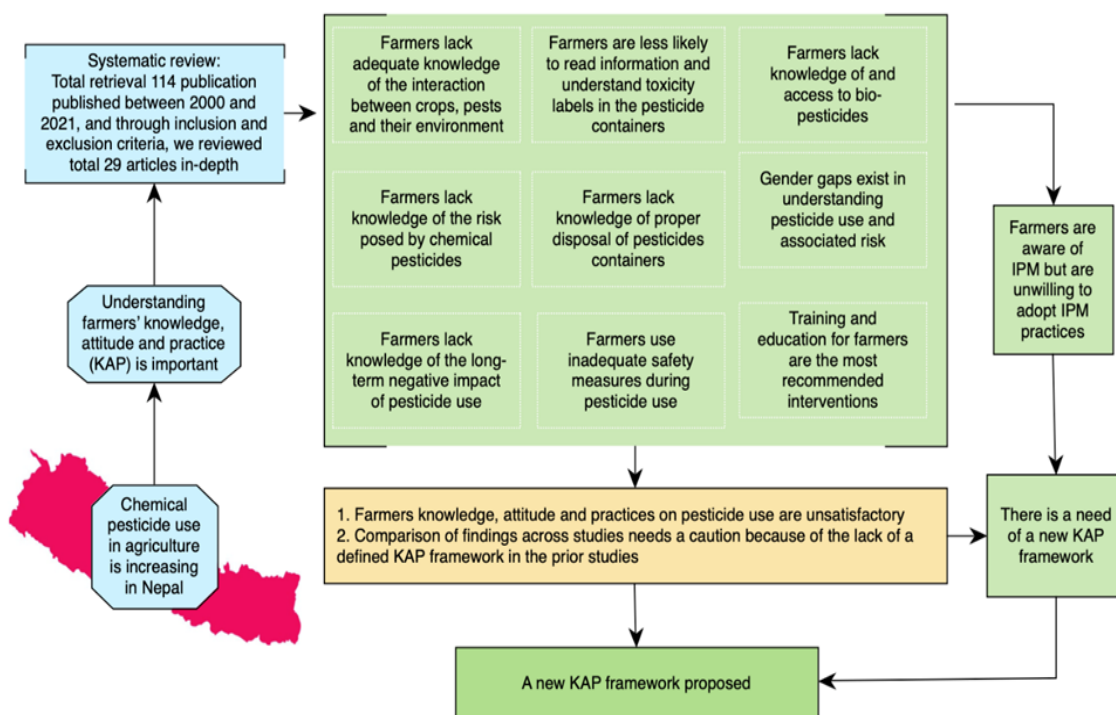 Systematic review:
Total retrieval 114 publication
published between 2000 and
2021, and through inclusion and
exclusion criteria, we reviewed
total 29 articles in-depth
Understanding
farmers' knowledge,
attitude and practice
(KAP) is important
Chemical
pesticide use
in agriculture
is increasing
in Nepal
Farmers lack
adequate knowledge
of the interaction
between crops, pests
and their environment
Farmers are less likely
to read information and
understand toxicity
labels in the pesticide
containers
Farmers lack
knowledge of and
access to bio-
pesticides
Farmers lack
knowledge of the risk
posed by chemical
pesticides
Farmers lack
knowledge of proper
disposal of pesticides
containers
Gender gaps exist in
understanding
pesticide use and
associated risk
Farmers lack
knowledge of the long-
term negative impact
of pesticide use
Farmers use
inadequate safety
measures during
pesticide use
Training and
education for farmers
are the most
recommended
interventions
Farmers are
aware of
IPM but are
unwilling to
adopt IPM
practices
1. Farmers knowledge, attitude and practices on pesticide use are unsatisfactory
2. Comparison of findings across studies needs a caution because of the lack of a
defined KAP framework in the prior studies
There is a need
of a new KAP
framework
A new KAP framework proposed